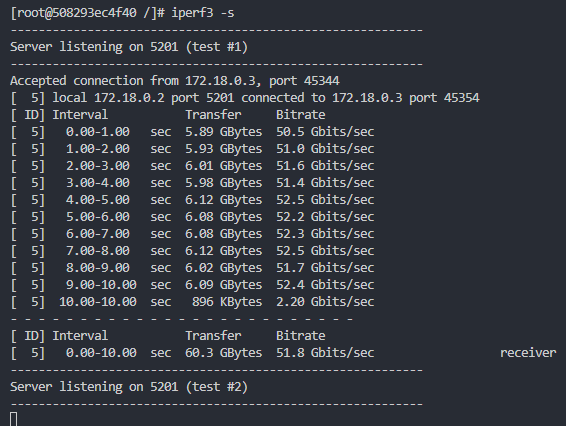 [root@508293ec4f40 /]# iperf3 -s
-----------------------------------------------------------
Server listening on 5201 (test #1)
-----------------------------------------------------------
Accepted connection from 172.18.0.3, port 45344
[  5] local 172.18.0.2 port 5201 connected to 172.18.0.3 port 45354
[ ID] Interval           Transfer     Bitrate
[  5]   0.00-1.00   sec  5.89 GBytes  50.5 Gbits/sec
[  5]   1.00-2.00   sec  5.93 GBytes  51.0 Gbits/sec
[  5]   2.00-3.00   sec  6.01 GBytes  51.6 Gbits/sec
[  5]   3.00-4.00   sec  5.98 GBytes  51.4 Gbits/sec
[  5]   4.00-5.00   sec  6.12 GBytes  52.5 Gbits/sec
[  5]   5.00-6.00   sec  6.08 GBytes  52.2 Gbits/sec
[  5]   6.00-7.00   sec  6.08 GBytes  52.3 Gbits/sec
[  5]   7.00-8.00   sec  6.12 GBytes  52.5 Gbits/sec
[  5]   8.00-9.00   sec  6.02 GBytes  51.7 Gbits/sec
[  5]   9.00-10.00  sec  6.09 GBytes  52.4 Gbits/sec
[  5]  10.00-10.00  sec   896 KBytes  2.20 Gbits/sec
- - - - - - - - - - - - - - - - - - - - - - - - -
[ ID] Interval           Transfer     Bitrate
[  5]   0.00-10.00  sec  60.3 GBytes  51.8 Gbits/sec                  receiver
-----------------------------------------------------------
Server listening on 5201 (test #2)
-----------------------------------------------------------